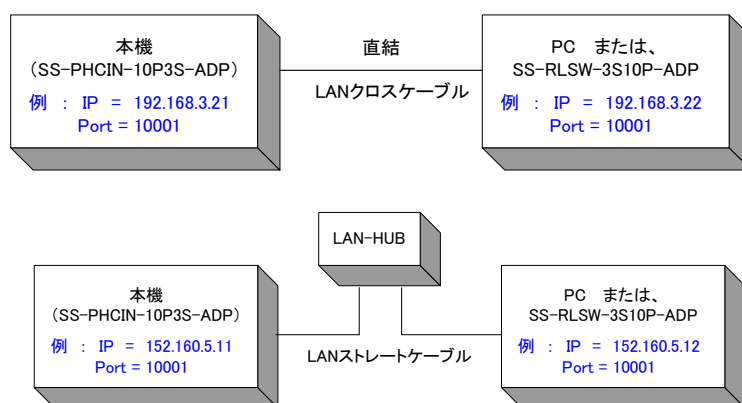 本機
(SS-PHCIN-10P3S-ADP)
例 : IP = 192.168.3.21
Port = 10001
直結
LANクロスケーブル
PC または、
SS-RLSW-3S10P-ADP
例 : IP = 192.168.3.22
Port = 10001
LAN-HUB
本機
(SS-PHCIN-10P3S-ADP)
例 : IP = 152.160.5.11
Port = 10001
LANストレートケーブル
PC または、
SS-RLSW-3S10P-ADP
例 : IP = 152.160.5.12
Port = 10001